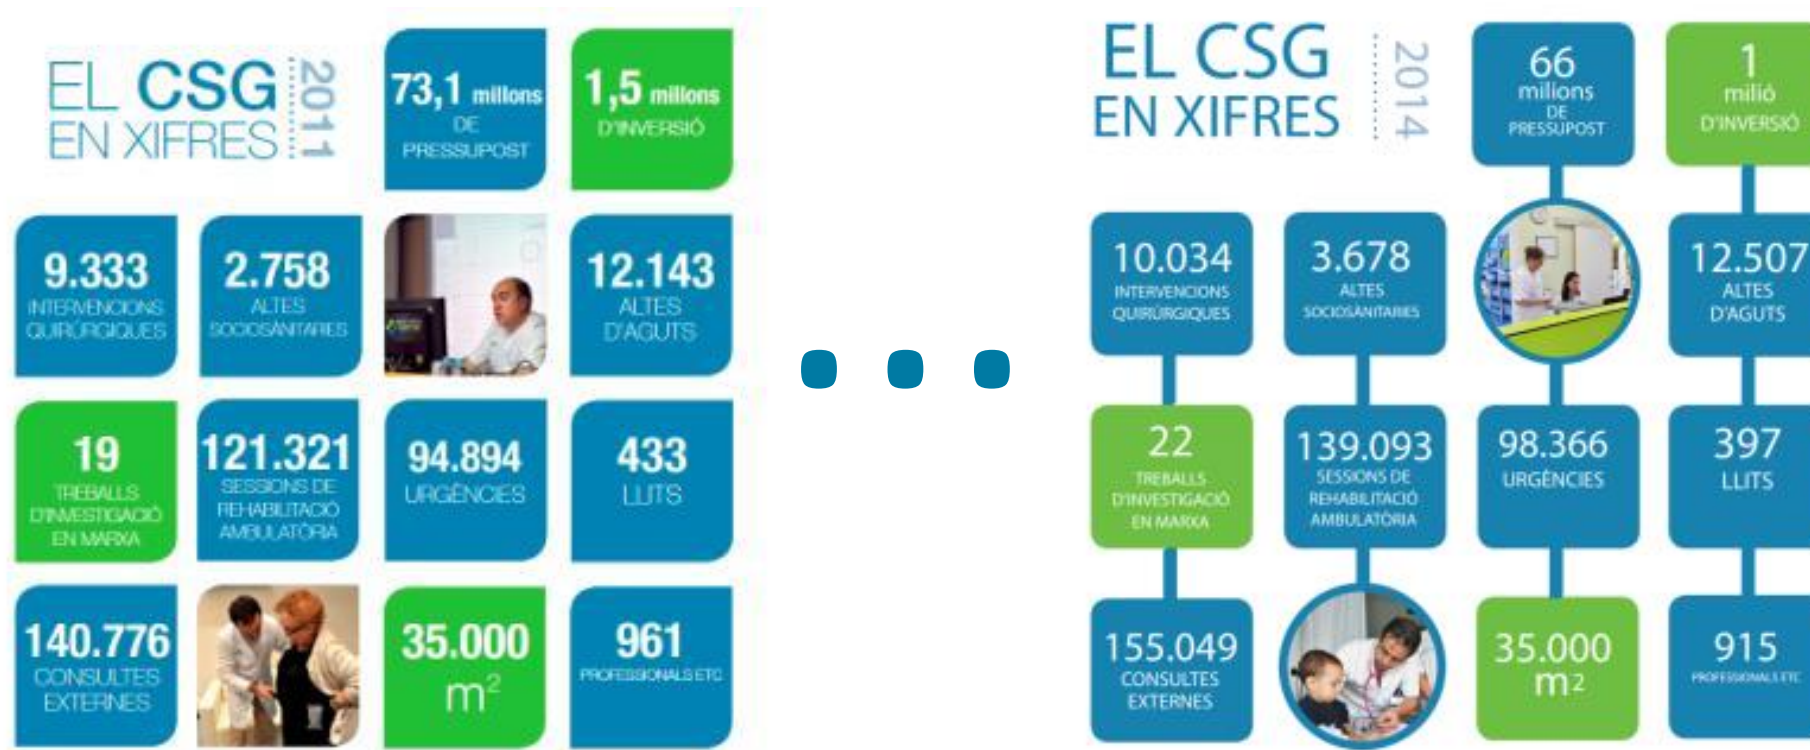 EL CSG
EN XIFRES
2011
73,1 milions
DE
PRESSUPOST
1,5 milions
D'INVERSIÓ
9.333
INTERVENCIONS
QUIRÚRGIQUES
2.758
ALTES
SOCIOSANITARIES
12.143
ALTES
D'AGUTS
19
TREBALLS
D'INVESTIGACIÓ
EN MARXA
121.321
SESSIONS DE
REHABILITACIÓ
AMBULATÒRIA
94.894
URGÈNCIES
433
LLITS
140.776
CONSULTES
EXTERNES
35.000
m²
961
PROFESSIONALS ETC
EL CSG
EN XIFRES
2014
66
milions
DE
PRESSUPOST
1
milió
D'INVERSIÓ
10.034
INTERVENCIONS
QUIRÚRGIQUES
3.678
ALTES
SOCIOSANITARIES
12.507
ALTES
D'AGUTS
22
TREBALLS
D'INVESTIGACIÓ
EN MARXA
139.093
SESSIONS DE
REHABILITACIÓ
AMBULATÒRIA
98.366
URGÈNCIES
397
LLITS
155.049
CONSULTES
EXTERNES
35.000
m2
915
PROFESSIONALS ETC